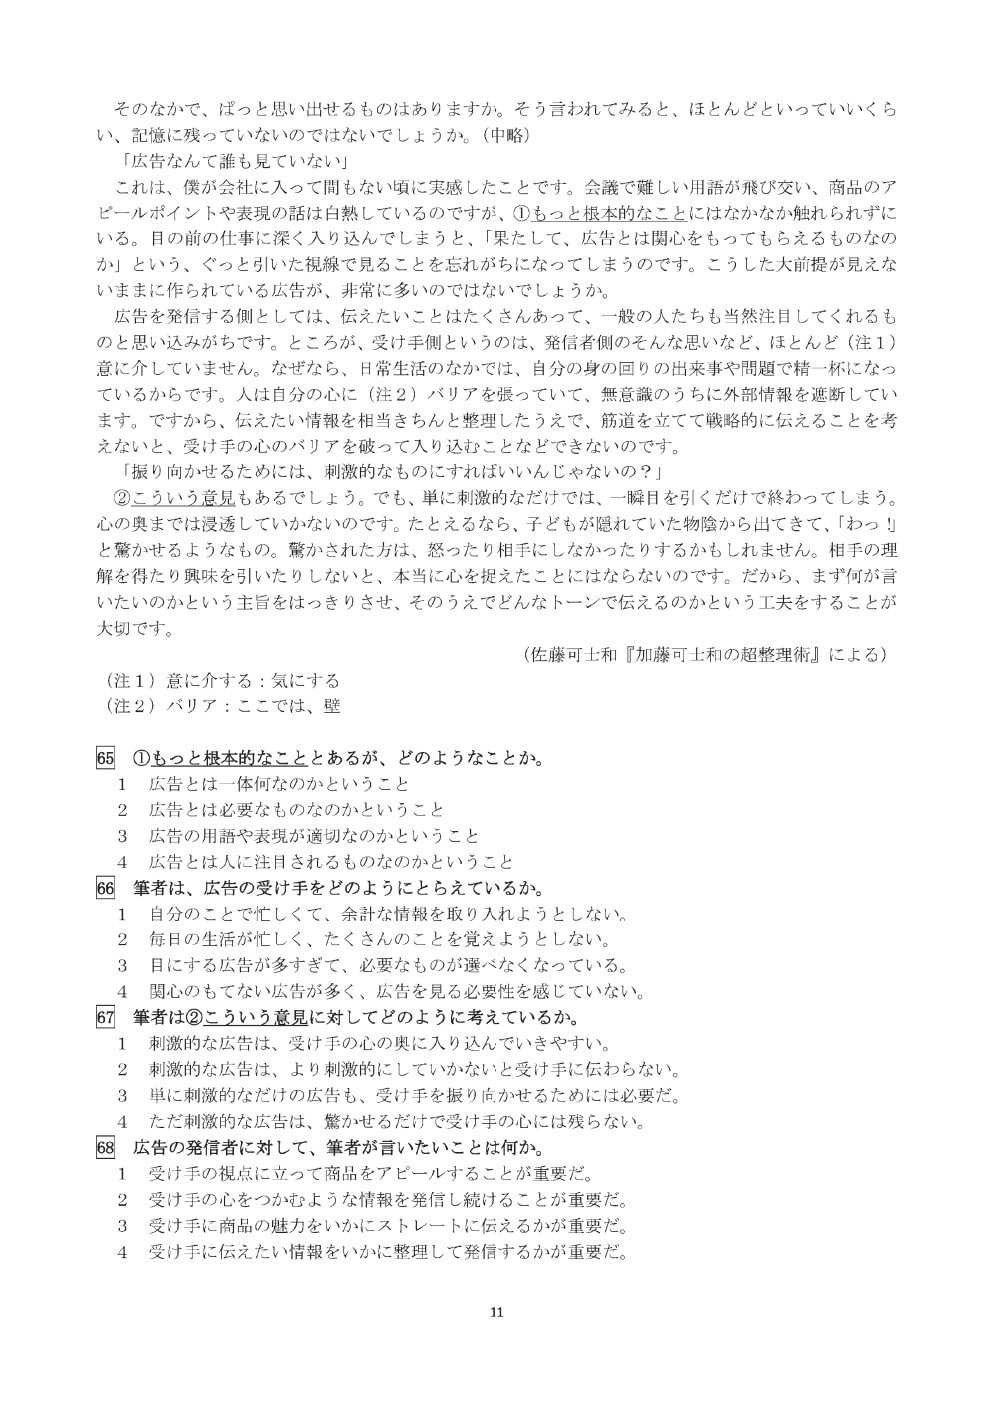 そのなかで、ぱっと思い出せるものはありますか。そう言われてみると、ほとんどといっていいくら
い、記憶に残っていないのではないでしょうか。（中略）
「広告なんて誰も見ていない」
これは、僕が会社に入って間もない頃に実感したことです。会議で難しい用語が飛び交い、商品のア
ピールポイントや表現の話は白熱しているのですが、①もっと根本的なことにはなかなか触れられずに
いる。目の前の仕事に深く入り込んでしまうと、「果たして、広告とは関心をもってもらえるものなの
か」という、ぐっと引いた視線で見ることを忘れがちになってしまうのです。こうした大前提が見えな
いままに作られている広告が、非常に多いのではないでしょうか。
広告を発信する側としては、伝えたいことはたくさんあって、一般の人たちも当然注目してくれるも
のと思い込みがちです。ところが、受け手側というのは、発信者側のそんな思いなど、ほとんど（注１）
意に介していません。なぜなら、日常生活のなかでは、自分の身の回りの出来事や問題で精一杯になっ
ているからです。人は自分の心に（注２）バリアを張っていて、無意識のうちに外部情報を遮断してい
ます。ですから、伝えたい情報を相当きちんと整理したうえで、筋道を立てて戦略的に伝えることを考
えないと、受け手の心のバリアを破って入り込むことなどできないのです。
「振り向かせるためには、刺激的なものにすればいいんじゃないの？」
②こういう意見もあるでしょう。でも、単に刺激的なだけでは、一瞬目を引くだけで終わってしまう。
心の奥までは浸透していかないのです。たとえるなら、子どもが隠れていた物陰から出てきて、「わっ！」
と驚かせるようなもの。驚かされた方は、怒ったり相手にしなかったりするかもしれません。相手の理
解を得たり興味を引いたりしないと、本当に心を捉えたことにはならないのです。だから、まず何が言
いたいのかという主旨をはっきりさせ、そのうえでどんなトーンで伝えるのかという工夫をすることが
大切です。
（佐藤可士和『加藤可士和の超整理術』による）
（注１）意に介する：気にする
（注２）バリア：ここでは、壁
65 ①もっと根本的なこととあるが、どのようなことか。
1 広告とは一体何なのかということ
2 広告とは必要なものなのかということ
3 広告の用語や表現が適切なのかということ
4 広告とは人に注目されるものなのかということ
66 筆者は、広告の受け手をどのようにとらえているか。
1 自分のことで忙しくて、余計な情報を取り入れようとしない。
2 毎日の生活が忙しく、たくさんのことを覚えようとしない。
3 目にする広告が多すぎて、必要なものが選べなくなっている。
4 関心のもてない広告が多く、広告を見る必要性を感じていない。
67 筆者は②こういう意見に対してどのように考えているか。
1 刺激的な広告は、受け手の心の奥に入り込んでいきやすい。
2 刺激的な広告は、より刺激的にしていかないと受け手に伝わらない。
3 単に刺激的なだけの広告も、受け手を振り向かせるためには必要だ。
4 ただ刺激的な広告は、驚かせるだけで受け手の心には残らない。
68 広告の発信者に対して、筆者が言いたいことは何か。
1 受け手の視点に立って商品をアピールすることが重要だ。
2 受け手の心をつかむような情報を発信し続けることが重要だ。
3 受け手に商品の魅力をいかにストレートに伝えるかが重要だ。
4 受け手に伝えたい情報をいかに整理して発信するかが重要だ。
11